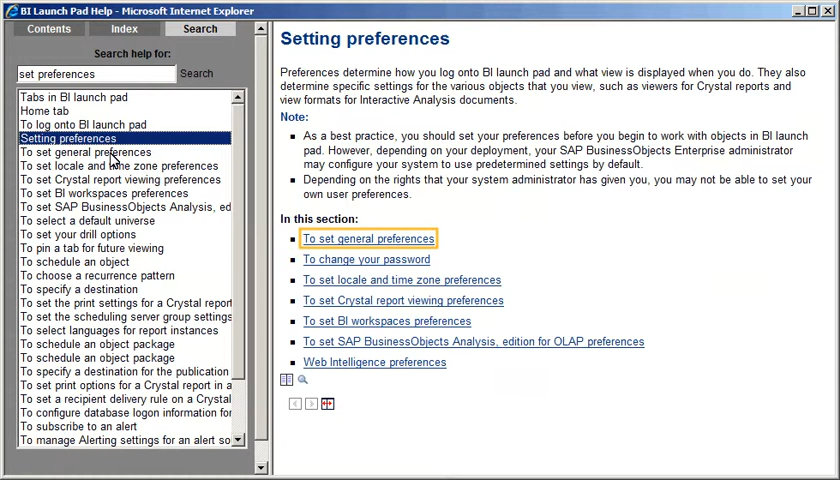 BI Launch Pad Help - Microsoft Internet Explorer
Contents
Index
Search
Search help for:
set preferences
Search
Tabs in BI launch pad
Home tab
To log onto BI launch pad
Setting preferences
To set general preferences
To set locale and time zone preferences
To set Crystal report viewing preferences
To set BI workspaces preferences
To set SAP BusinessObjects Analysis, ed
To select a default universe
To set your drill options
To pin a tab for future viewing
To schedule an object
To choose a recurrence pattern
To specify a destination
To set the print settings for a Crystal report
To set the scheduling server group settings
To select languages for report instances
To schedule an object package
To schedule an object package
To specify a destination for the publication
To set print options for a Crystal report in a
To set a recipient delivery rule on a Crystal
To configure database logon information for
To subscribe to an alert
To manage Alerting settings for an alert so
Setting preferences
Preferences determine how you log onto BI launch pad and what view is displayed when you do. They also
determine specific settings for the various objects that you view, such as viewers for Crystal reports and
view formats for Interactive Analysis documents.
Note:
As a best practice, you should set your preferences before you begin to work with objects in BI launch
pad. However, depending on your deployment, your SAP BusinessObjects Enterprise administrator
may configure your system to use predetermined settings by default.
Depending on the rights that your system administrator has given you, you may not be able to set your
own user preferences.
In this section:
To set general preferences
To change your password
To set locale and time zone preferences
To set Crystal report viewing preferences
To set BI workspaces preferences
To set SAP BusinessObjects Analysis, edition for OLAP preferences
Web Intelligence preferences